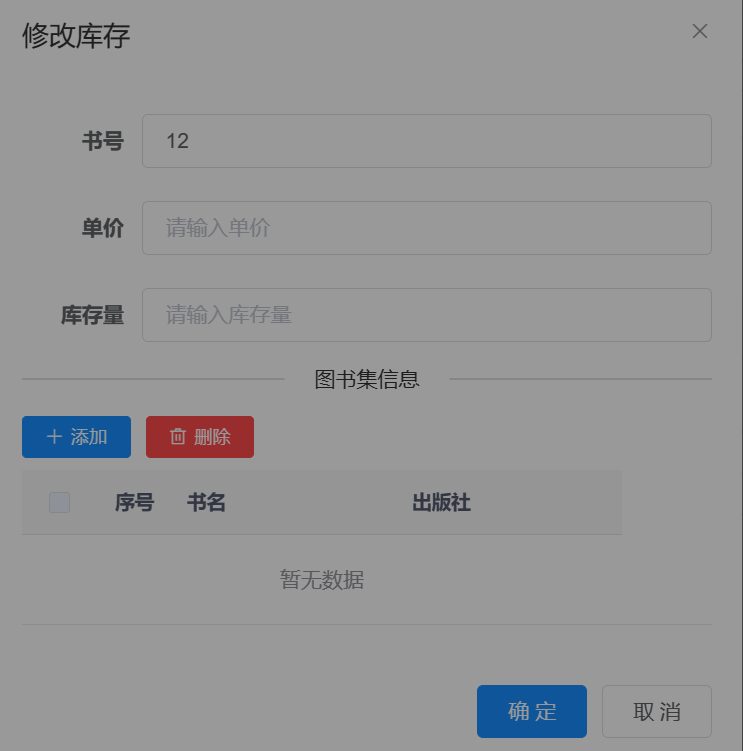 修改库存
书号 12
单价 请输入单价
库存量 请输入库存量
图书集信息
添加 删除
序号 书名 出版社
暂无数据
确定 取消